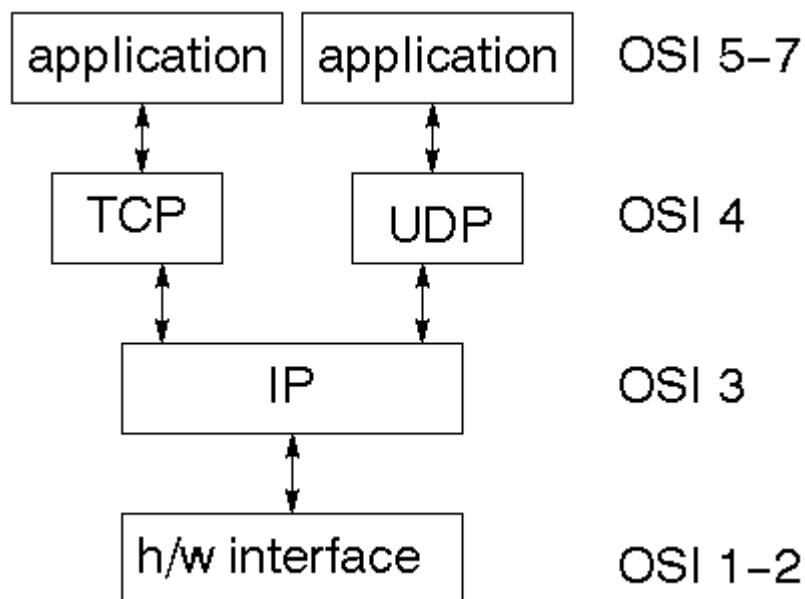 application application OSI 5-7
TCP UDP OSI 4
IP OSI 3
h/w interface OSI 1-2